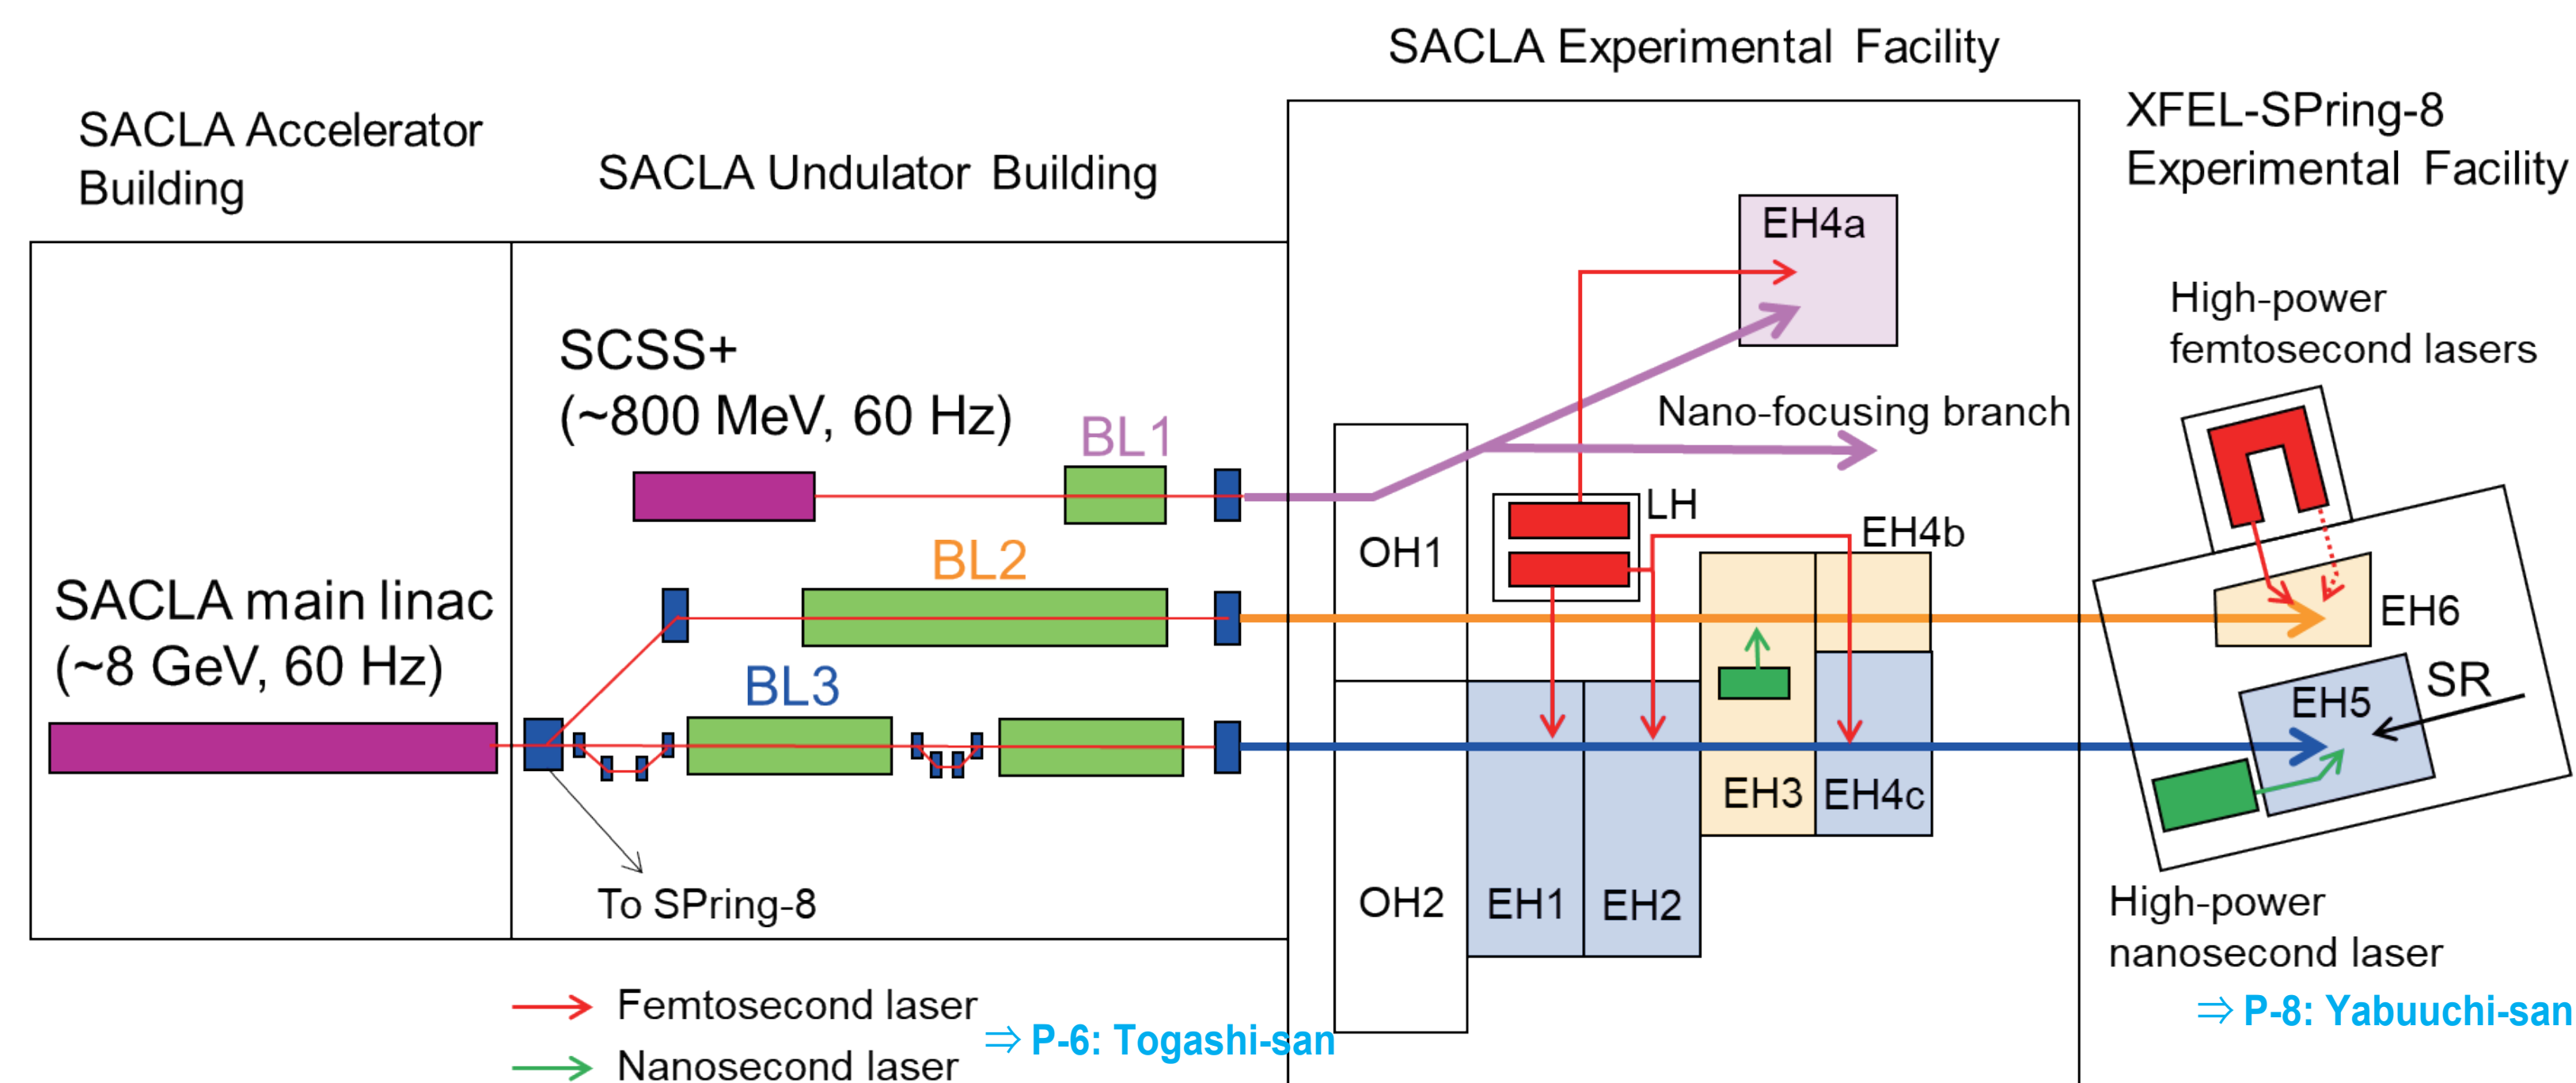 SACLA Experimental Facility
SACLA Accelerator
Building
SACLA Undulator Building
XFEL-SPring-8
Experimental Facility
SCSS+
(~800 MeV, 60 Hz)
BL1
BL2
SACLA main linac
(~8 GeV, 60 Hz)
BL3
To SPring-8
EH4a
Nano-focusing branch
LH
EH4b
OH1
OH2
EH1
EH2
EH3
EH4c
High-power
femtosecond lasers
EH6
SR
EH5
High-power
nanosecond laser
⇒ P-8: Yabuuchi-san
Femtosecond laser
Nanosecond laser
⇒ P-6: Togashi-san